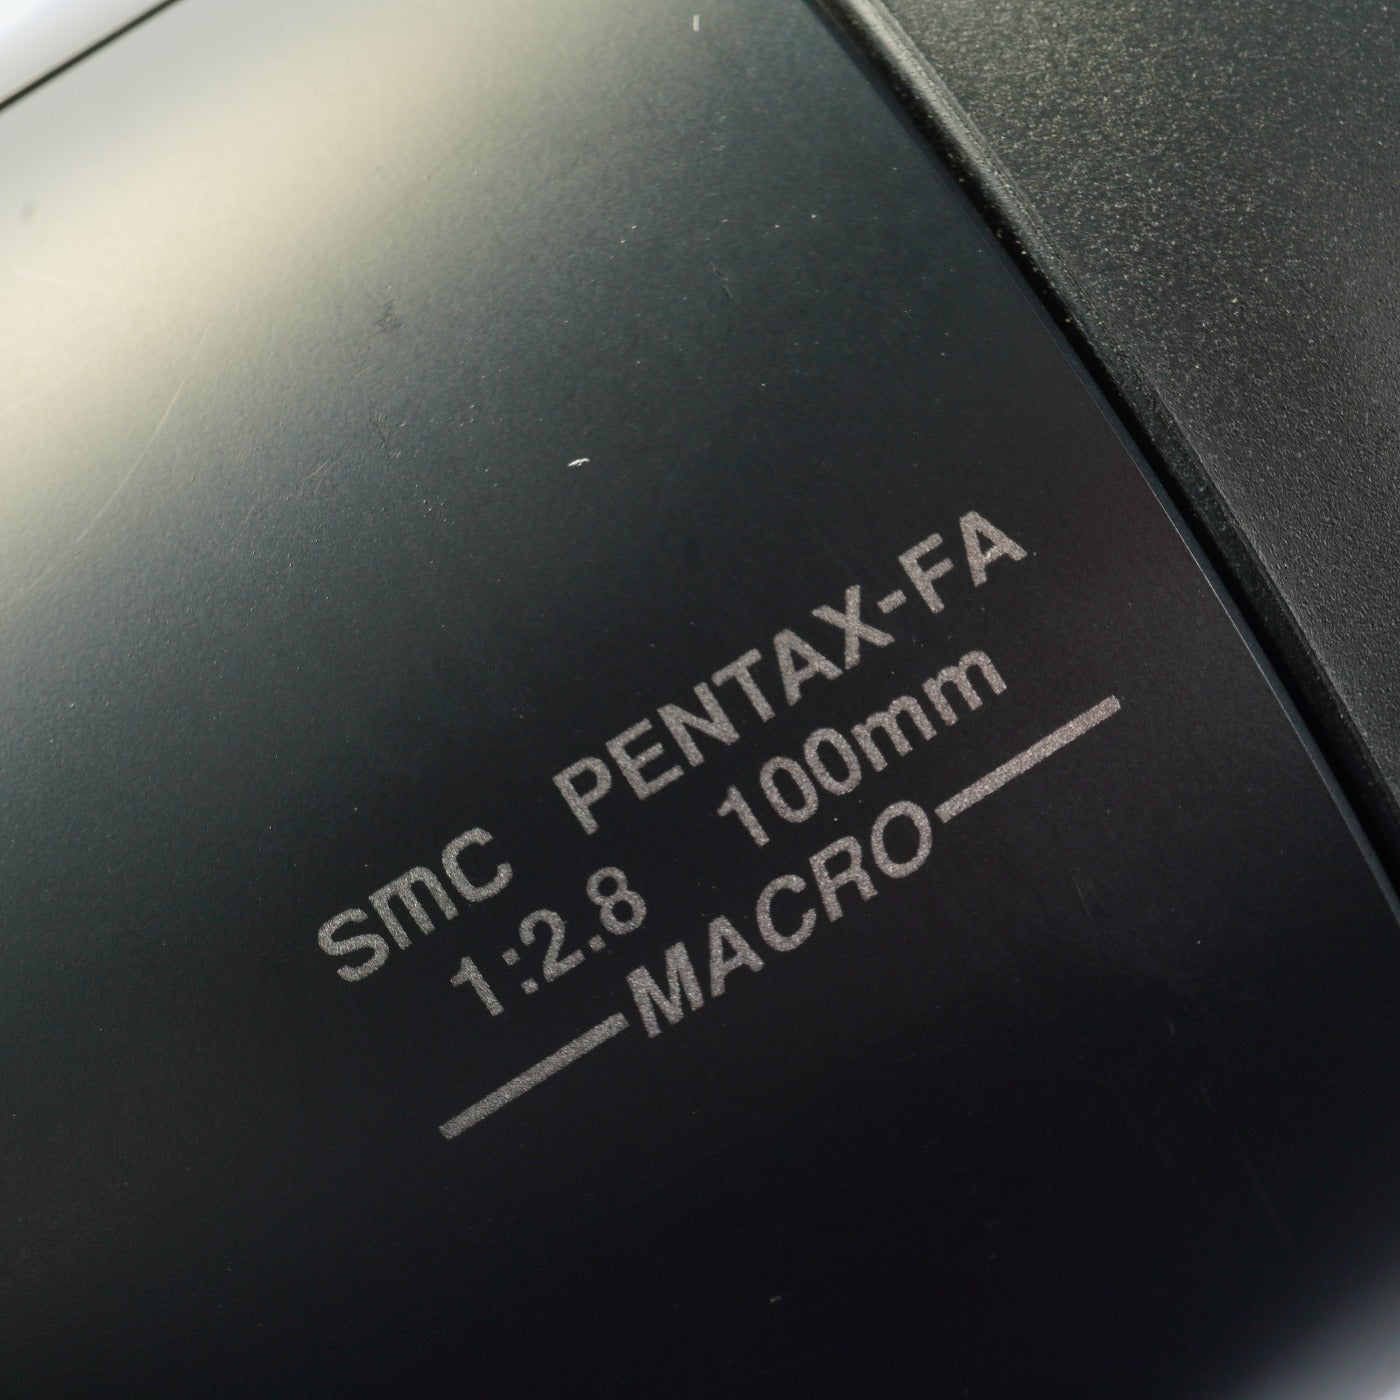 smc PENTAX-FA
1:2.8 100mm
MACRO